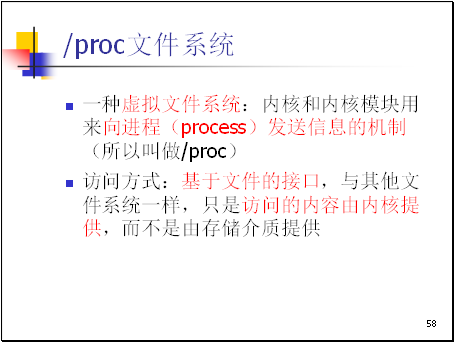 /proc文件系统
一种虚拟文件系统：内核和内核模块用
来向进程（process）发送信息的机制
（所以叫做/proc）
访问方式：基于文件的接口，与其他文
件系统一样，只是访问的内容由内核提
供，而不是由存储介质提供
58